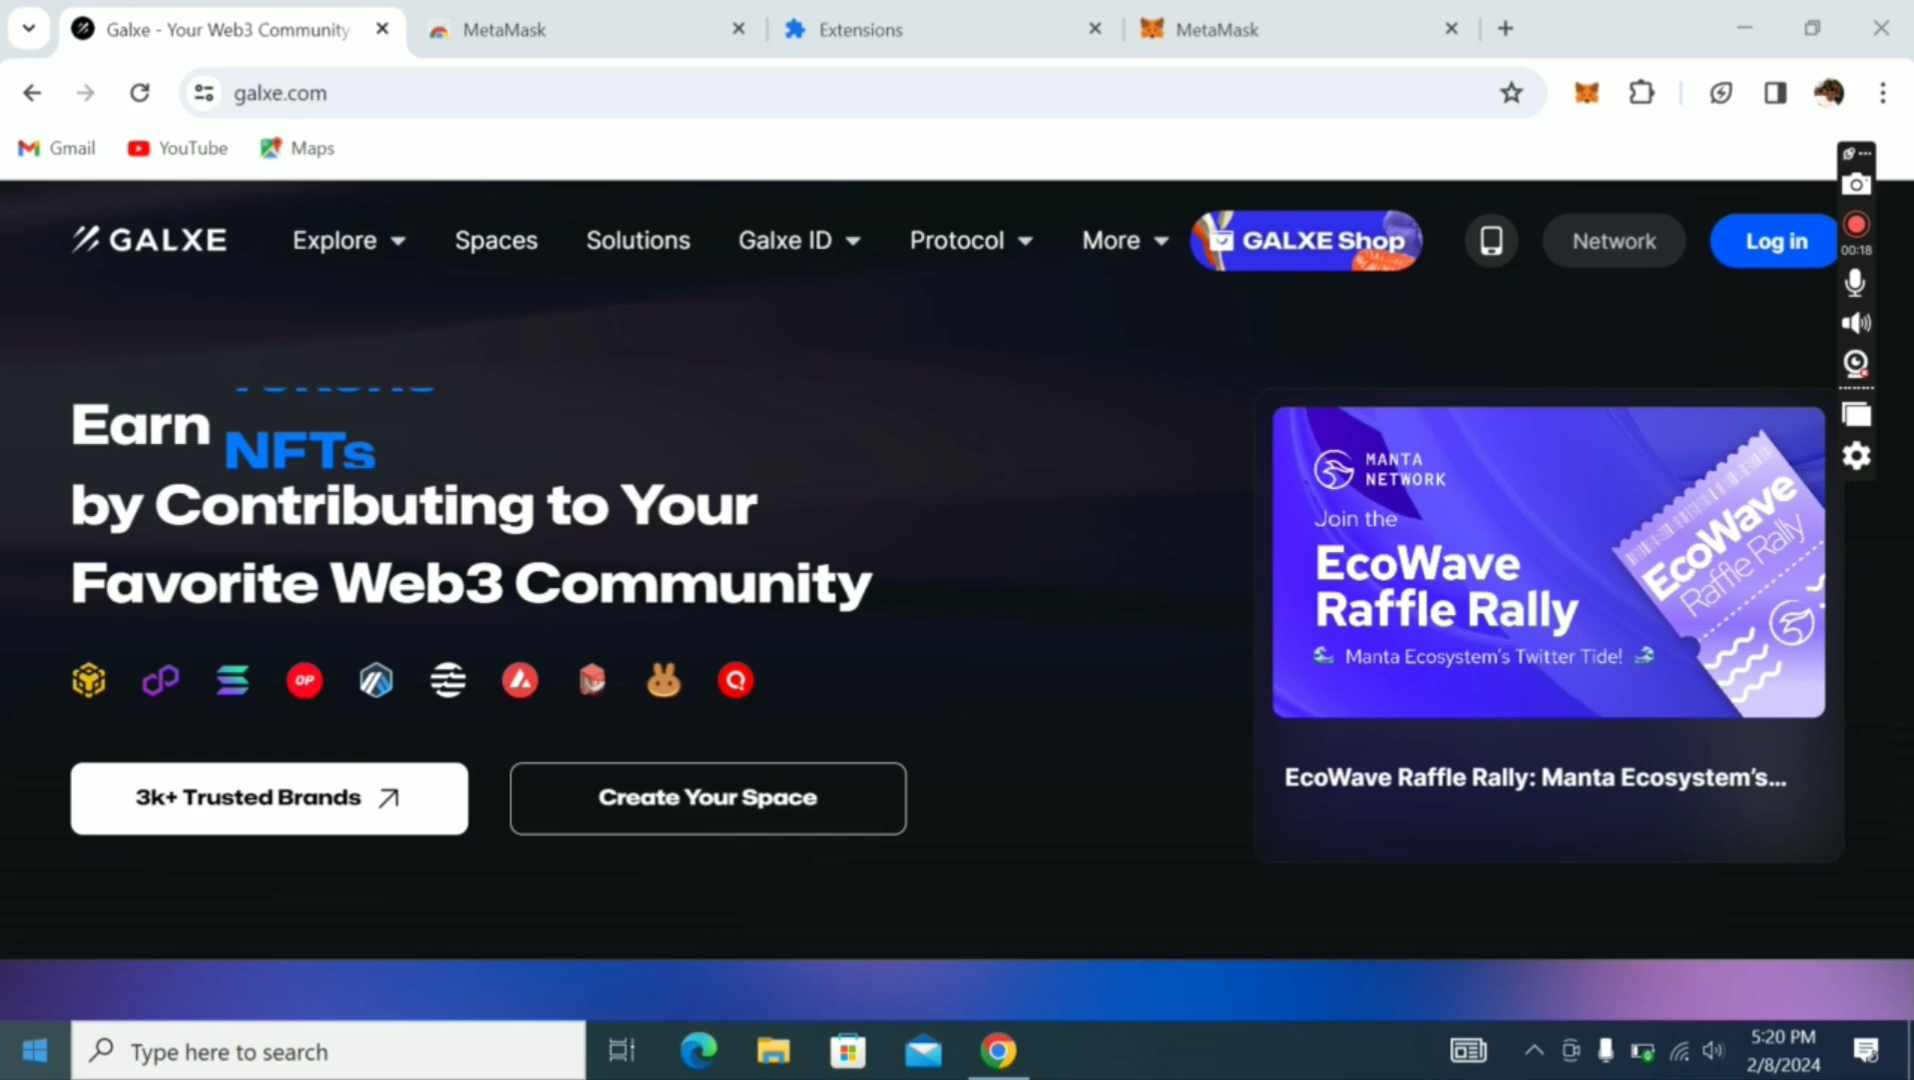 Galxe - Your Web3 Community
MetaMask
Extensions
MetaMask
galxe.com
Gmail
YouTube
Maps
GALXE
Explore
Spaces
Solutions
Galxe ID
Protocol
More
GALXE Shop
Network
Log in
00:18
Earn
NFTs
by Contributing to Your
Favorite Web3 Community
OP
3k+ Trusted Brands
Create Your Space
MANTA
NETWORK
Join the
EcoWave
Raffle Rally
Manta Ecosystem's Twitter Tide!
EcoWave
Raffle Rally
EcoWave Raffle Rally: Manta Ecosystem's...
Type here to search
5:20 PM
2/8/2024